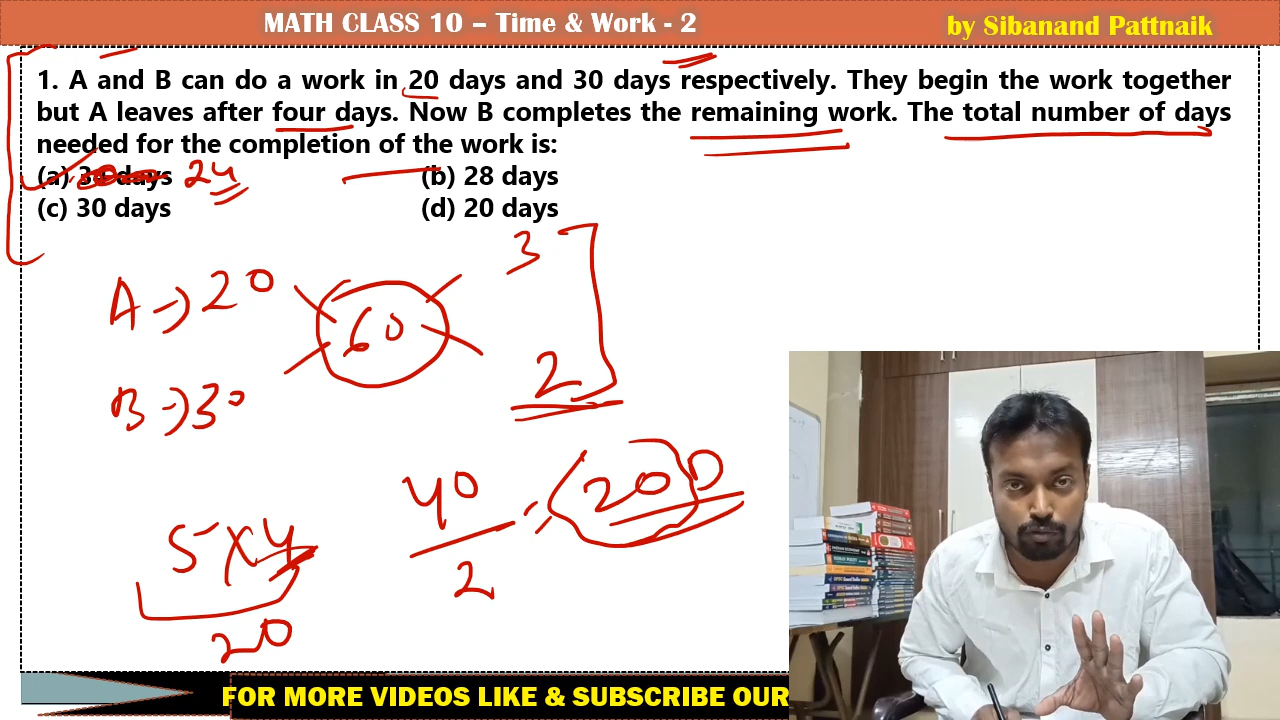 MATH CLASS 10 – Time & Work - 2
by Sibanand Pattnaik
1. A and B can do a work in 20 days and 30 days respectively. They begin the work together
but A leaves after four days. Now B completes the remaining work. The total number of days
needed for the completion of the work is:
(a) days 24
(b) 28 days
(c) 30 days
(d) 20 days
3
A → 20
60
2
B → 30
40
20 D
5 × 4
2
20
FOR MORE VIDEOS LIKE & SUBSCRIBE OUR